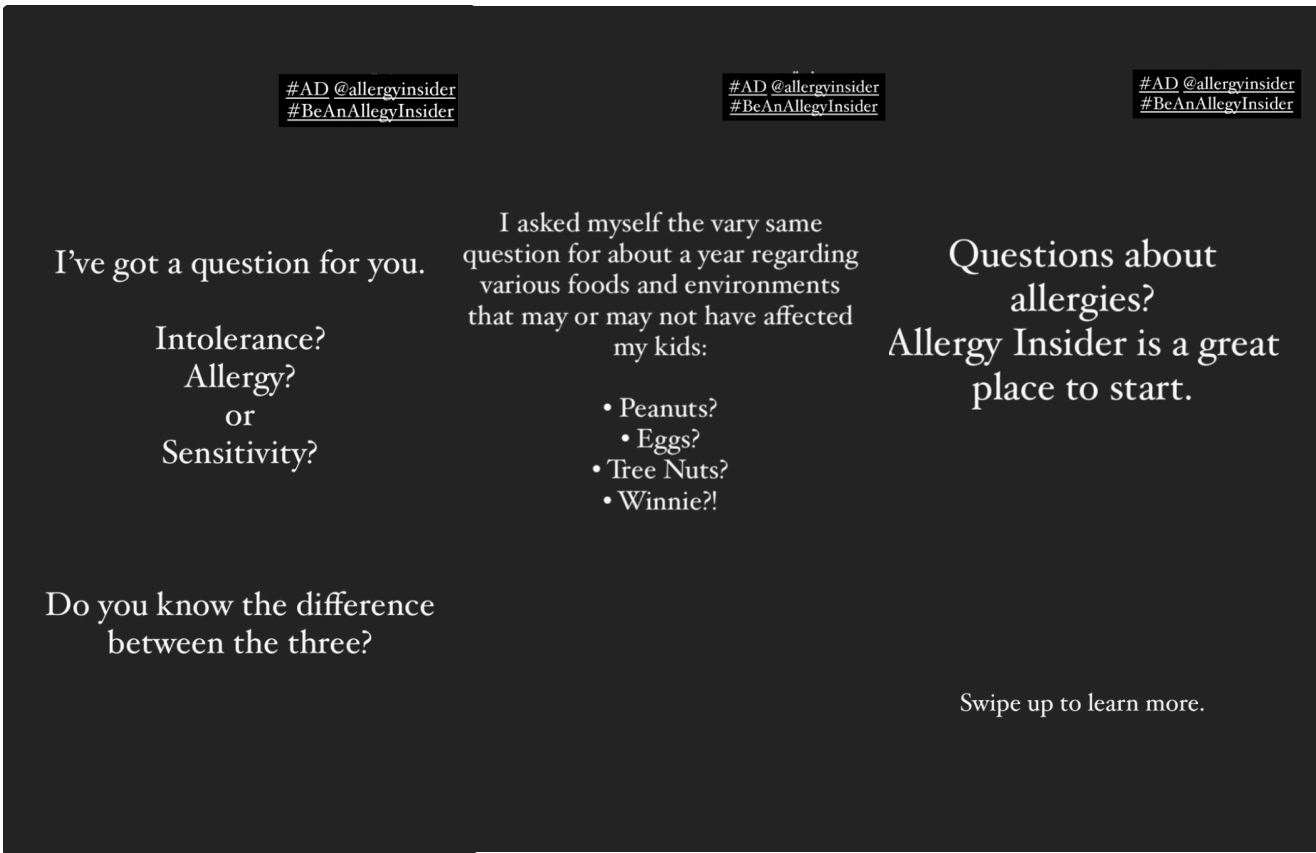 #AD @allergyinsider
#BeAnAllegyInsider
I've got a question for you.
Intolerance?
Allergy?
or
Sensitivity?
Do you know the difference
between the three?
#AD @allergyinsider
#BeAnAllegyInsider
I asked myself the vary same
question for about a year regarding
various foods and environments
that may or may not have affected
my kids:
• Peanuts?
• Eggs?
• Tree Nuts?
• Winnie?!
#AD @allergyinsider
#BeAnAllegyInsider
Questions about
allergies?
Allergy Insider is a great
place to start.
Swipe up to learn more.